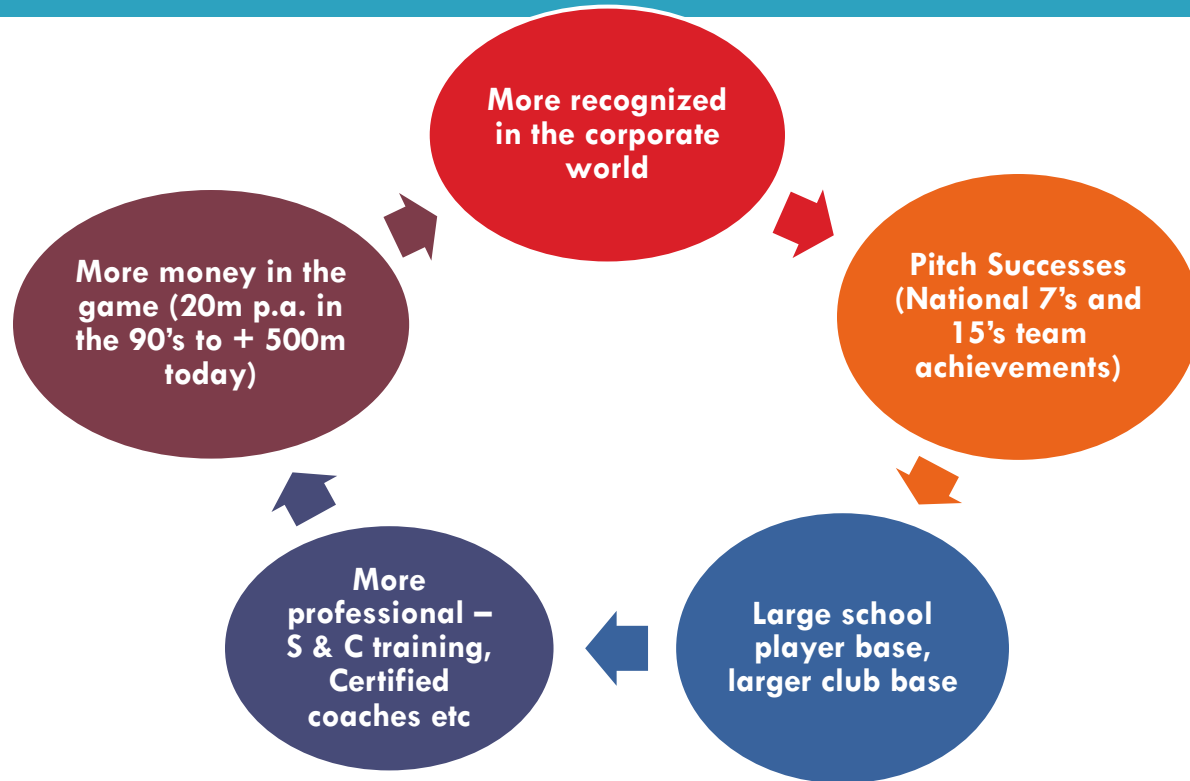 More recognized
in the corporate
world
Pitch Successes
(National 7’s and
15’s team
achievements)
Large school
player base,
larger club base
More
professional –
S & C training,
Certified
coaches etc
More money in the
game (20m p.a. in
the 90’s to + 500m
today)